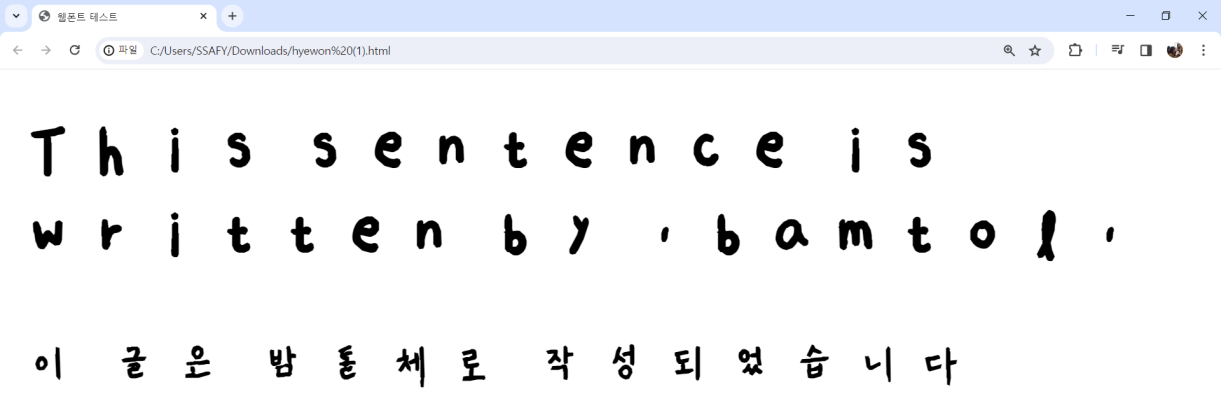 웹폰트 테스트
파일 C:/Users/SSAFY/Downloads/hyewon%20(1).html
This sentence is
written by 'bamtol'
이 글은 밤톨체로 작성되었습니다